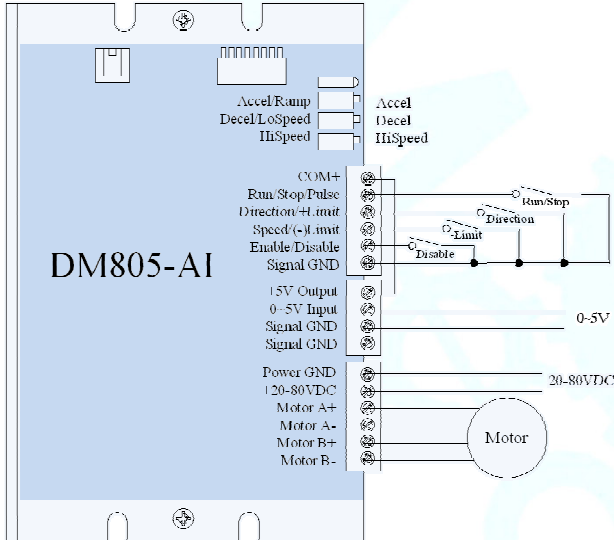 Accel/Ramp
Accel
Decel/LoSpeed
Decel
HiSpeed
HiSpeed
COM+
Run/Stop/Pulse
Run/Stop
Direction/+Limit
Direction
Speed/(-)Limit
-Limit
Enable/Disable
Disable
Signal GND
DM805-AI
+5V Output
0~5V Input
0~5V
Signal GND
Signal GND
Power GND
+20-80VDC
20-80VDC
Motor A+
Motor A-
Motor B+
Motor B-
Motor